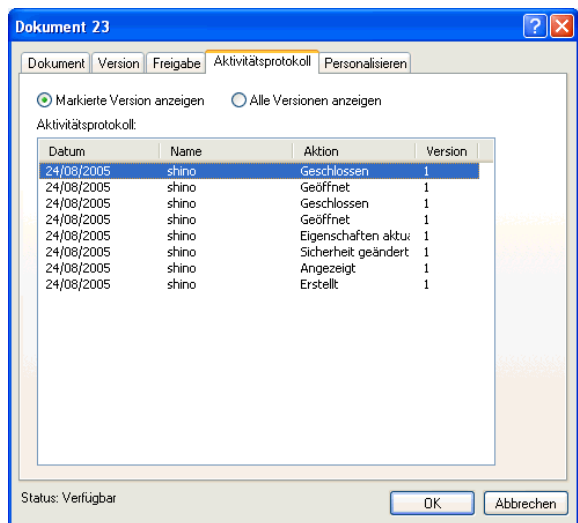 Dokument 23
Dokument Version Freigabe Aktivitätsprotokoll Personalisieren
Markierte Version anzeigen Alle Versionen anzeigen
Aktivitätsprotokoll:
Datum Name Aktion Version
24/08/2005 shino Geschlossen 1
24/08/2005 shino Geöffnet 1
24/08/2005 shino Geschlossen 1
24/08/2005 shino Geöffnet 1
24/08/2005 shino Eigenschaften aktua 1
24/08/2005 shino Sicherheit geändert 1
24/08/2005 shino Angezeigt 1
24/08/2005 shino Erstellt 1
Status: Verfügbar OK Abbrechen